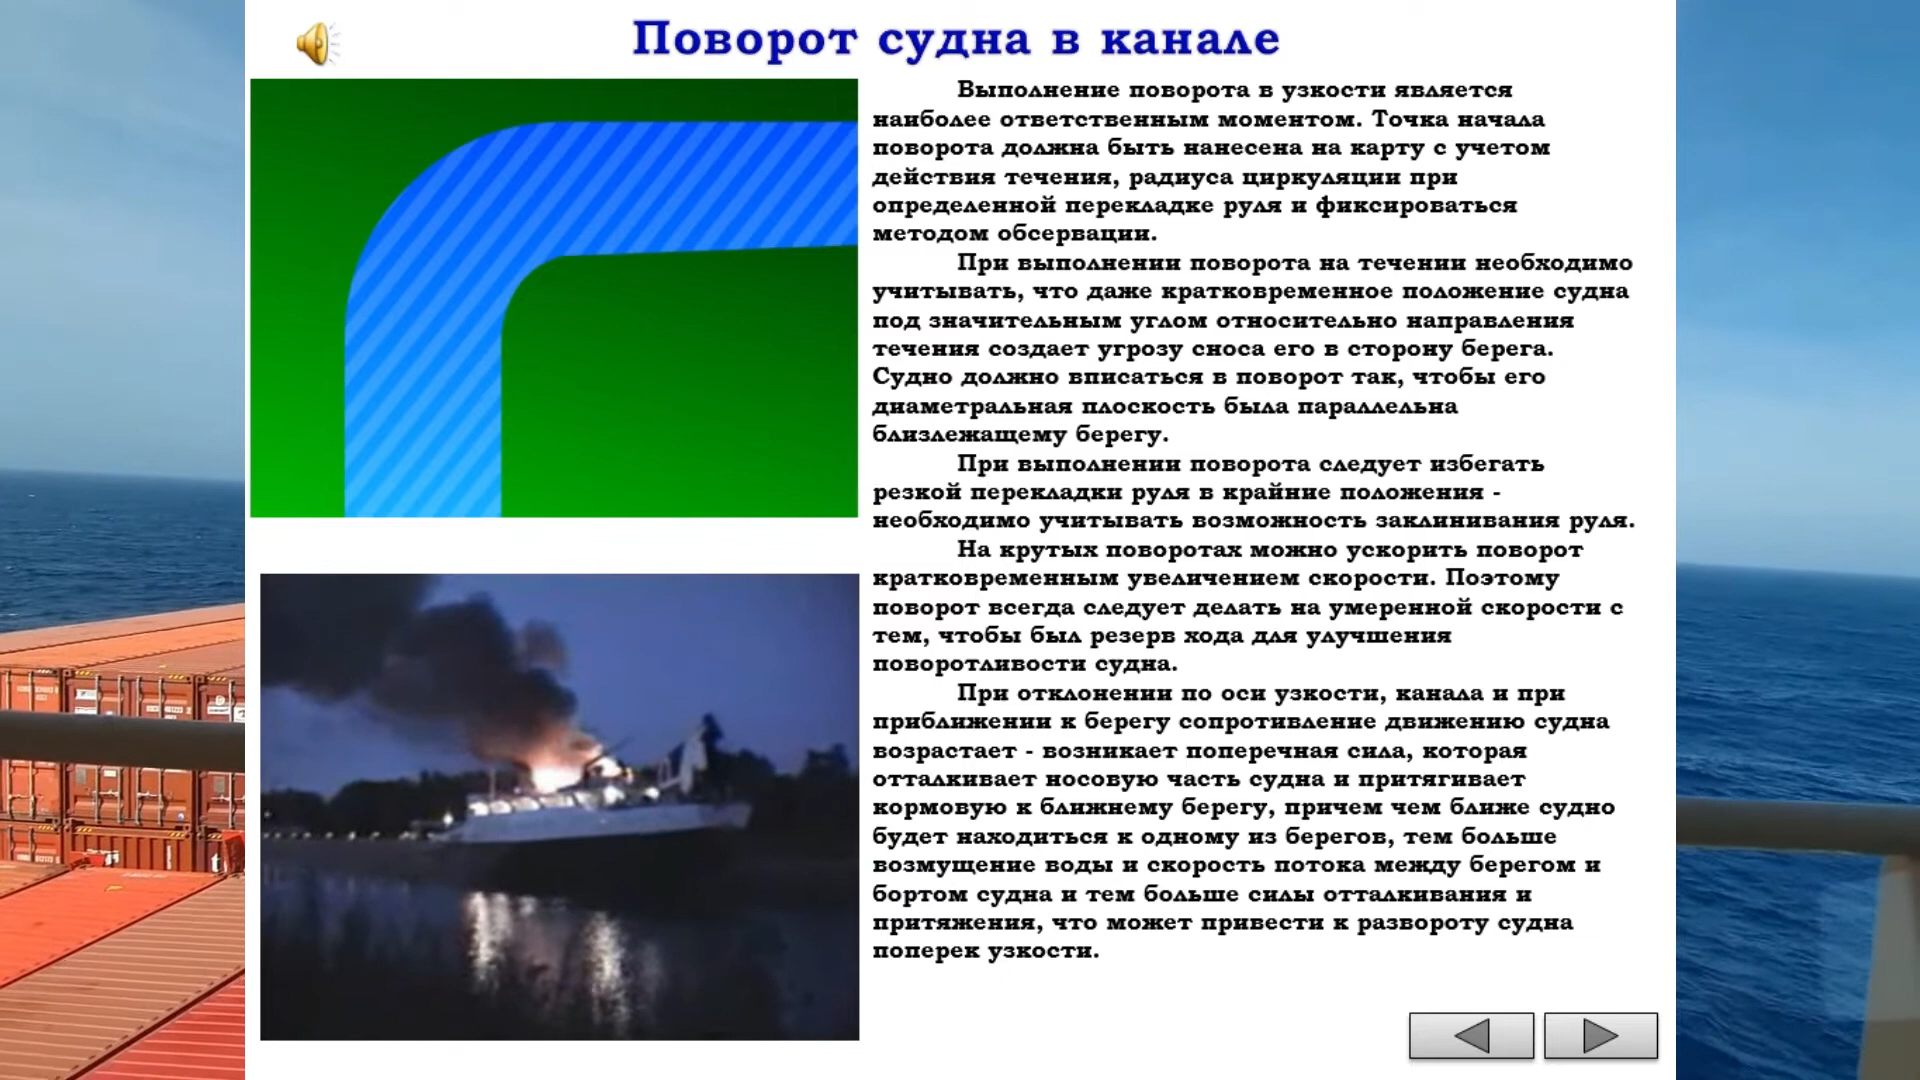 Поворот судна в канале
Выполнение поворота в узкости является
наиболее ответственным моментом. Точка начала
поворота должна быть нанесена на карту с учетом
действия течения, радиуса циркуляции при
определенной перекладке руля и фиксироваться
методом обсервации.
При выполнении поворота на течении необходимо
учитывать, что даже кратковременное положение судна
под значительным углом относительно направления
течения создает угрозу сноса его в сторону берега.
Судно должно вписаться в поворот так, чтобы его
диаметральная плоскость была параллельна
близлежащему берегу.
При выполнении поворота следует избегать
резкой перекладки руля в крайние положения -
необходимо учитывать возможность заклинивания руля.
На крутых поворотах можно ускорить поворот
кратковременным увеличением скорости. Поэтому
поворот всегда следует делать на умеренной скорости с
тем, чтобы был резерв хода для улучшения
поворотливости судна.
При отклонении по оси узкости, канала и при
приближении к берегу сопротивление движению судна
возрастает - возникает поперечная сила, которая
отталкивает носовую часть судна и притягивает
кормовую к ближнему берегу, причем чем ближе судно
будет находиться к одному из берегов, тем больше
возмущение воды и скорость потока между берегом и
бортом судна и тем больше силы отталкивания и
притяжения, что может привести к развороту судна
поперек узкости.